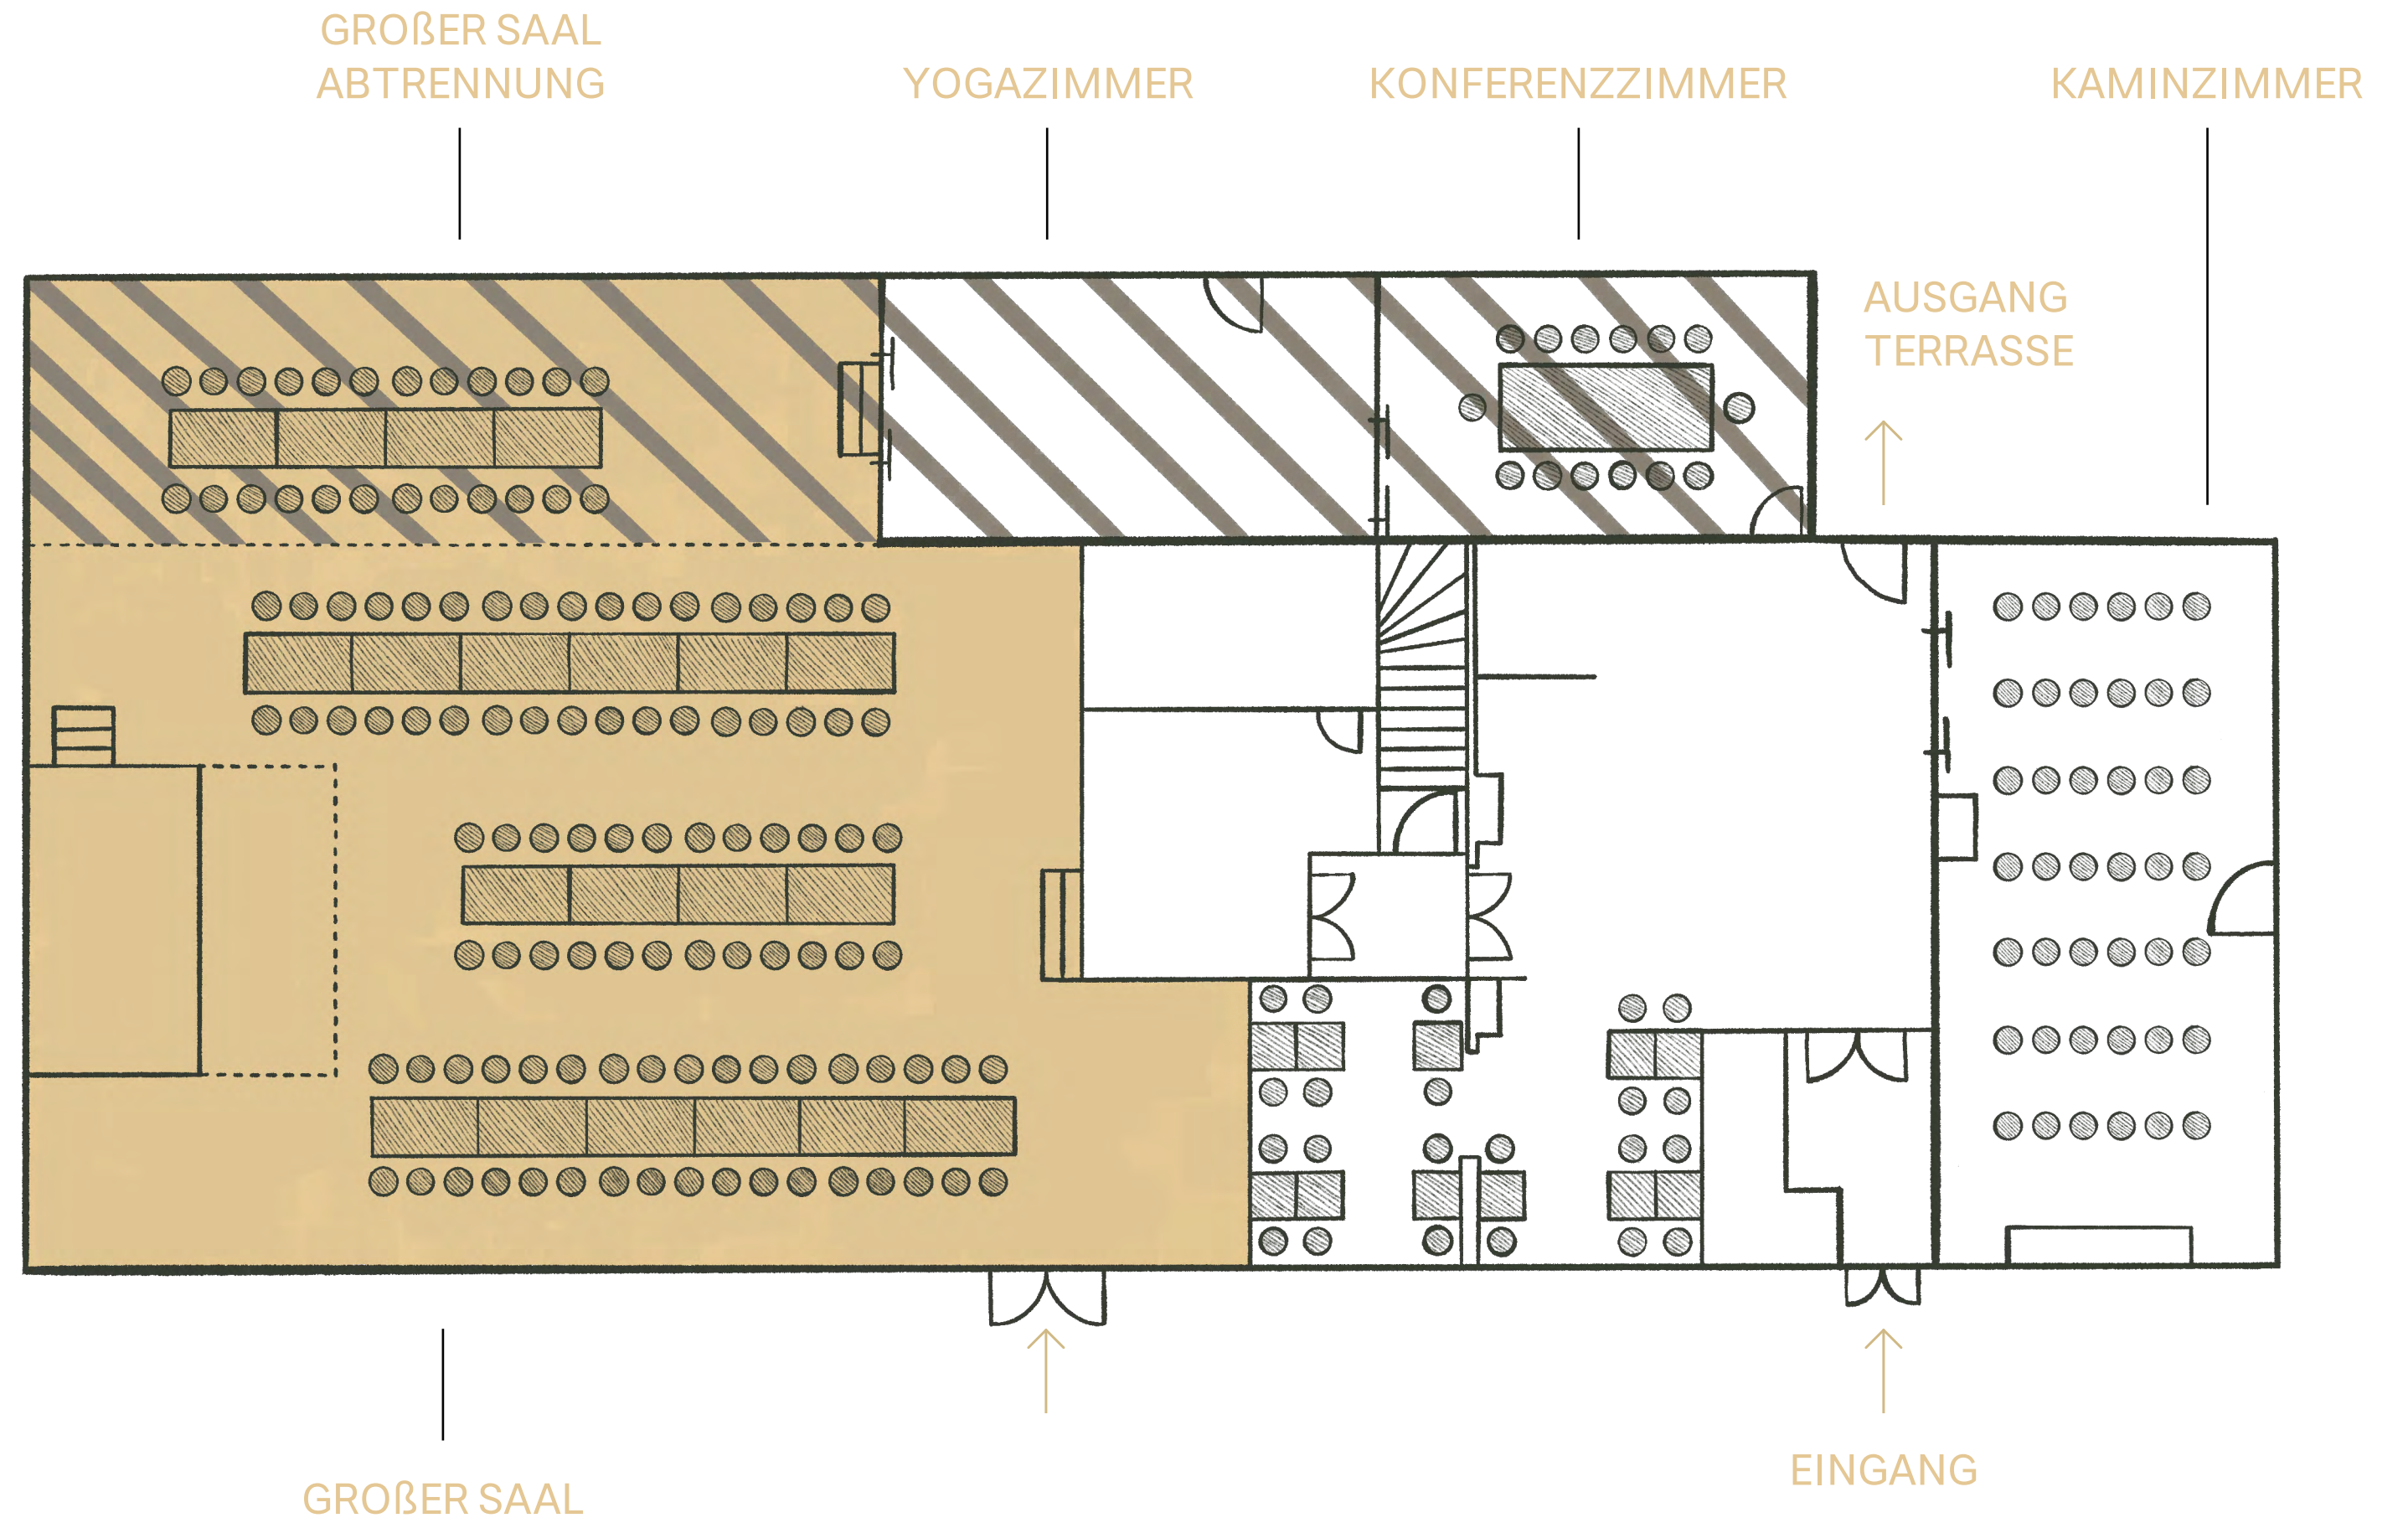 GROßER SAAL
ABTRENNUNG
YOGAZIMMER
KONFERENZZIMMER
KAMINZIMMER
AUSGANG
TERRASSE
GROßER SAAL
EINGANG